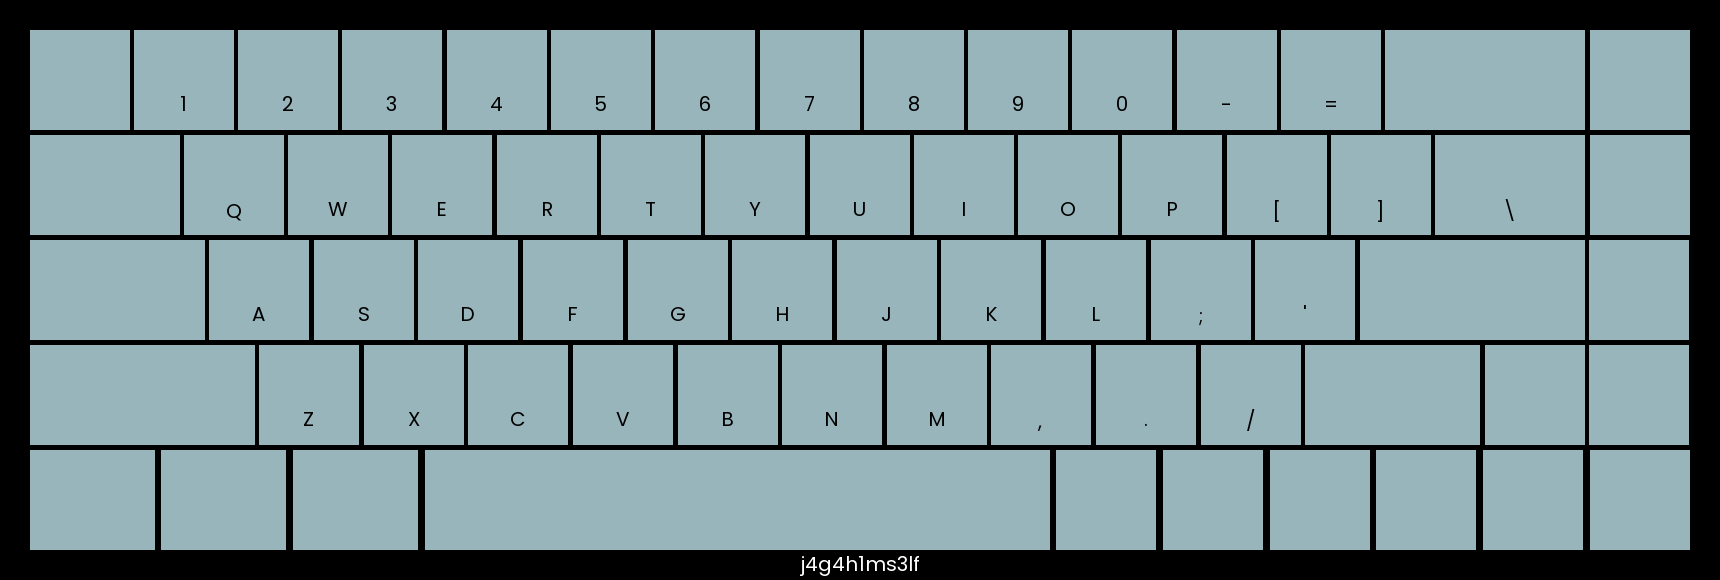 1 2 3 4 5 6 7 8 9 0 - =
Q W E R T Y U I O P [ ] \
A S D F G H J K L ; '
Z X C V B N M , . /
j4g4h1ms3lf